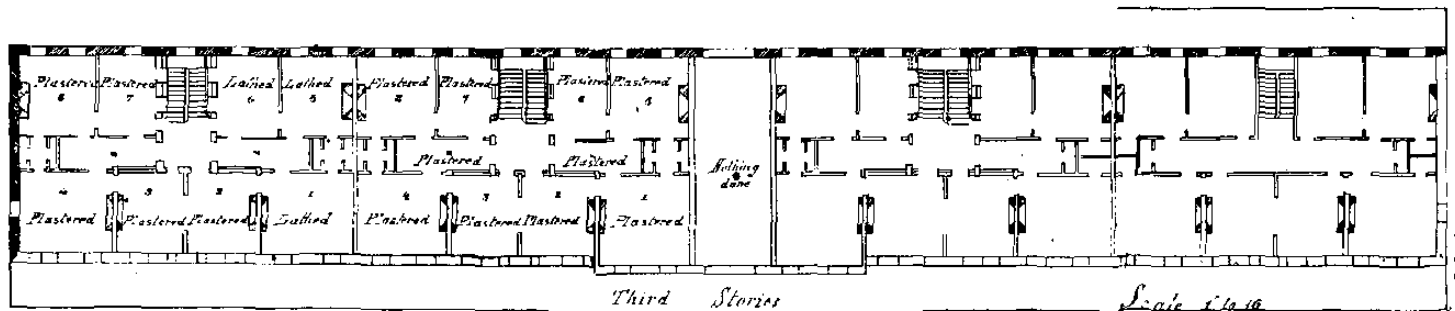 Plastered Plastered Lathed Lathed Plastered Plastered Plastered Plastered
8 7 6 5 8 7 6 5
Plastered Plastered
Nothing
done
4 3 2 1 4 3 2 1
Plastered Plastered Plastered Lathed Plastered Plastered Plastered Plastered
Third Stories
Scale 1" to 16